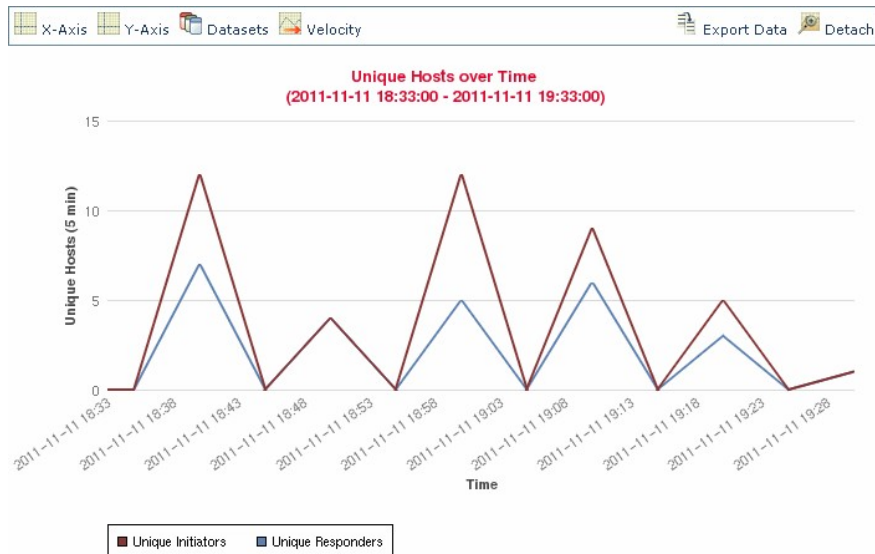 X-Axis Y-Axis Datasets Velocity Export Data Detach
Unique Hosts over Time
(2011-11-11 18:33:00 - 2011-11-11 19:33:00)
Unique Hosts (5 min)
15
10
5
0
2011-11-11 18:33
2011-11-11 18:38
2011-11-11 18:43
2011-11-11 18:48
2011-11-11 18:53
2011-11-11 18:58
2011-11-11 19:03
2011-11-11 19:08
2011-11-11 19:13
2011-11-11 19:18
2011-11-11 19:23
2011-11-11 19:28
Time
Unique Initiators Unique Responders